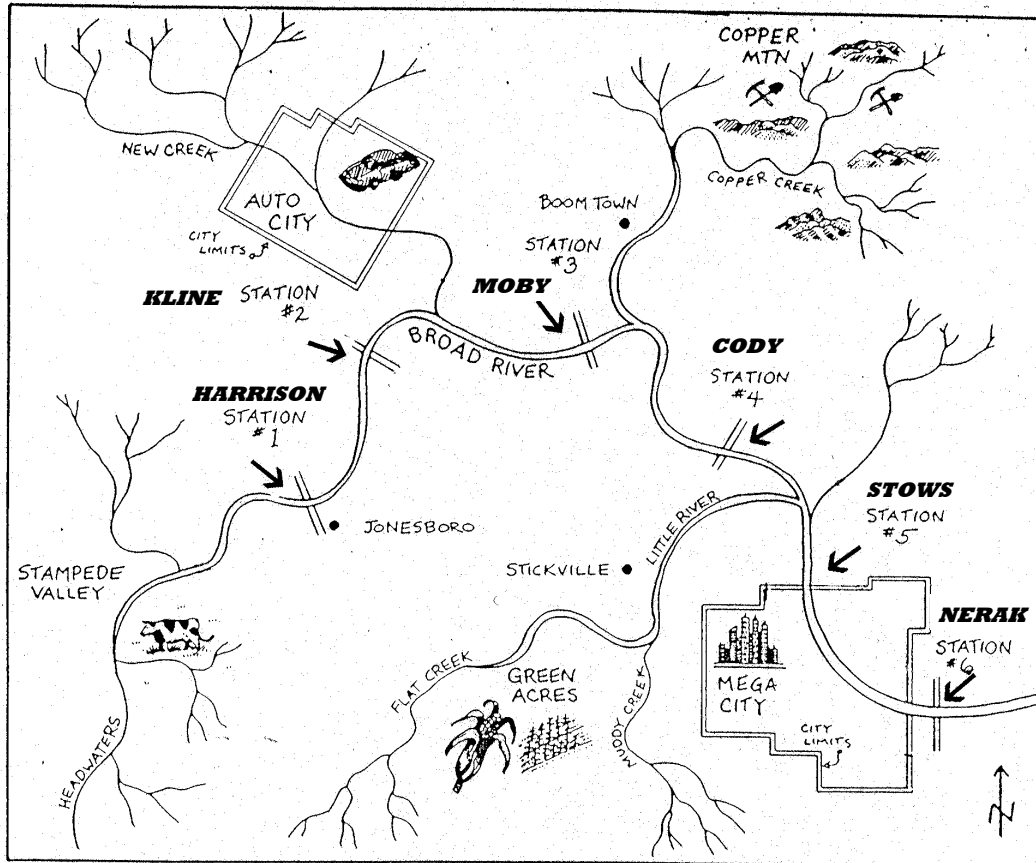 COPPER
MTN
NEW CREEK
COPPER CREEK
AUTO
CITY
BOOM TOWN
CITY
LIMITS
STATION
#3
KLINE
STATION
#2
MOBY
BROAD RIVER
CODY
STATION
#4
HARRISON
STATION
#1
STOWS
STATION
#5
JONESBORO
LITTLE RIVER
STICKVILLE
STAMPEDE
VALLEY
NERAK
STATION
#6
FLAT CREEK
GREEN
ACRES
MUDDY CREEK
MEGA
CITY
CITY
LIMITS
HEADWATERS
N